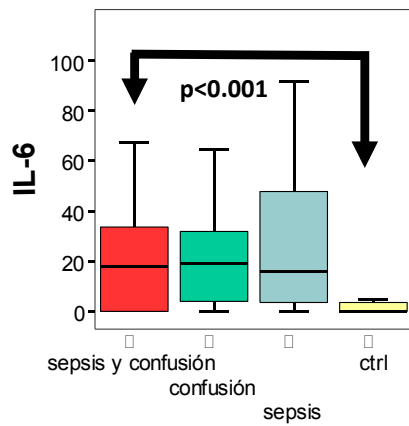 100
p<0.001
80
60
40
20
0
IL-6
sepsis y confusión
ctrl
confusión
sepsis